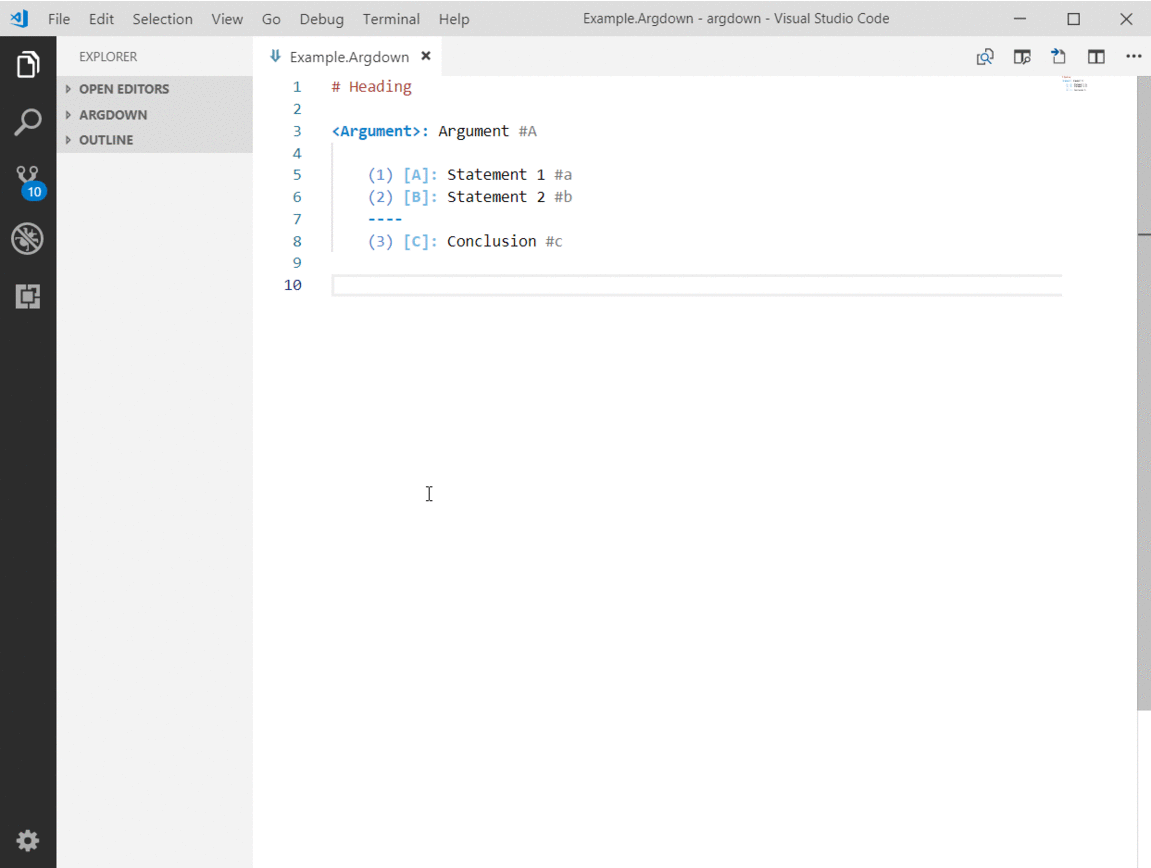 File Edit Selection View Go Debug Terminal Help Example.Argdown - argdown - Visual Studio Code
EXPLORER
OPEN EDITORS
ARGDOWN
OUTLINE
10
Example.Argdown
1 # Heading
2
3 <Argument>: Argument #A
4
5 (1) [A]: Statement 1 #a
6 (2) [B]: Statement 2 #b
7 ----
8 (3) [C]: Conclusion #c
9
10